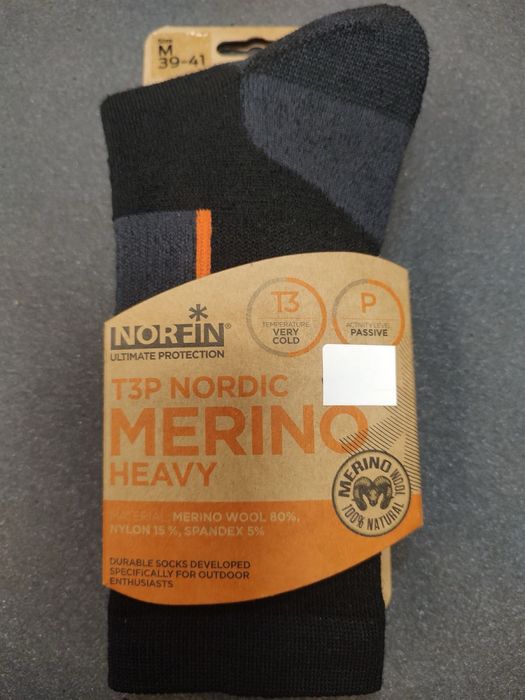 SIZE
M
39-41
T3
TEMPERATURE
VERY
COLD
P
ACTIVITY LEVEL
PASSIVE
NORFIN®
ULTIMATE PROTECTION
T3P NORDIC
MERINO
HEAVY
MERINO WOOL
100% NATURAL
MATERIAL: MERINO WOOL 80%,
NYLON 15 %, SPANDEX 5%
DURABLE SOCKS DEVELOPED
SPECIFICALLY FOR OUTDOOR
ENTHUSIASTS